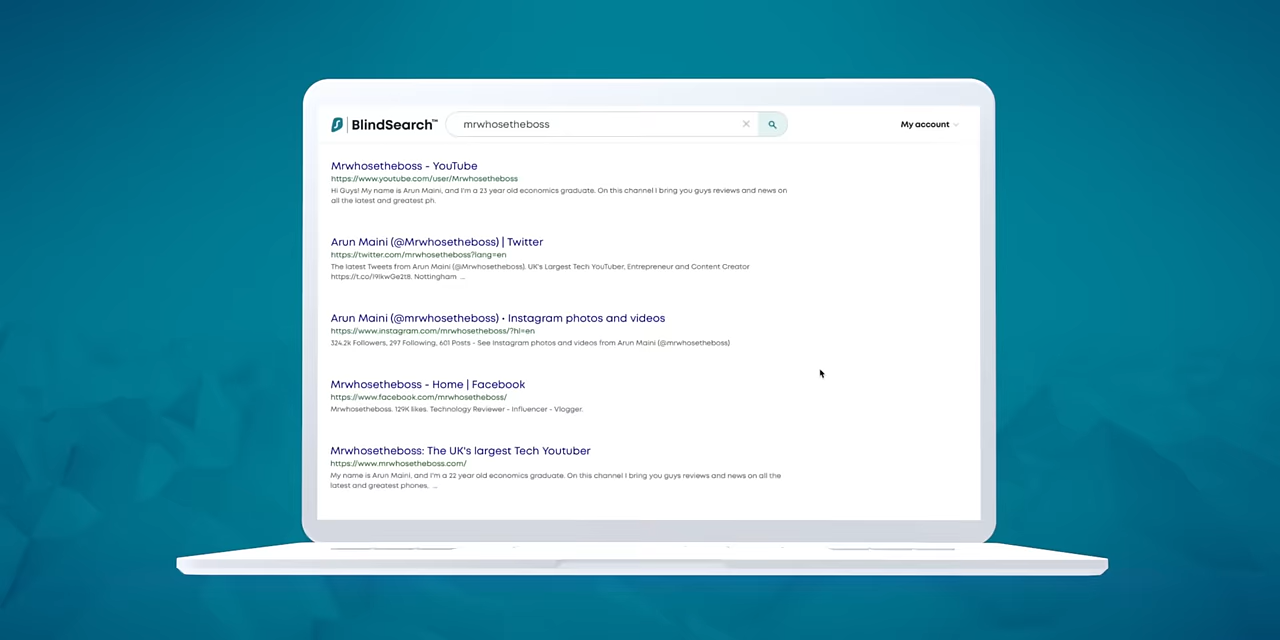 BlindSearch™
mrwhosetheboss
My account
Mrwhosetheboss - YouTube
https://www.youtube.com/user/Mrwhosetheboss
Hi Guys! My name is Arun Maini, and I'm a 23 year old economics graduate. On this channel I bring you guys reviews and news on
all the latest and greatest ph.
Arun Maini (@Mrwhosetheboss) | Twitter
https://twitter.com/mrwhosetheboss?lang=en
The latest Tweets from Arun Maini (@Mrwhosetheboss). UK's Largest Tech YouTuber, Entrepreneur and Content Creator
Nottingham ...
Arun Maini (@mrwhosetheboss) • Instagram photos and videos
https://www.instagram.com/mrwhosetheboss/?hl=en
324.2k Followers, 297 Following, 601 Posts - See Instagram photos and videos from Arun Maini (@mrwhosetheboss)
Mrwhosetheboss - Home | Facebook
https://www.facebook.com/mrwhosetheboss/
Mrwhosetheboss. 129K likes. Technology Reviewer - Influencer - Vlogger.
Mrwhosetheboss: The UK's largest Tech Youtuber
https://www.mrwhosetheboss.com/
My name is Arun Maini, and I'm a 22 year old economics graduate. On this channel I bring you guys reviews and news on all the
latest and greatest phones, ...